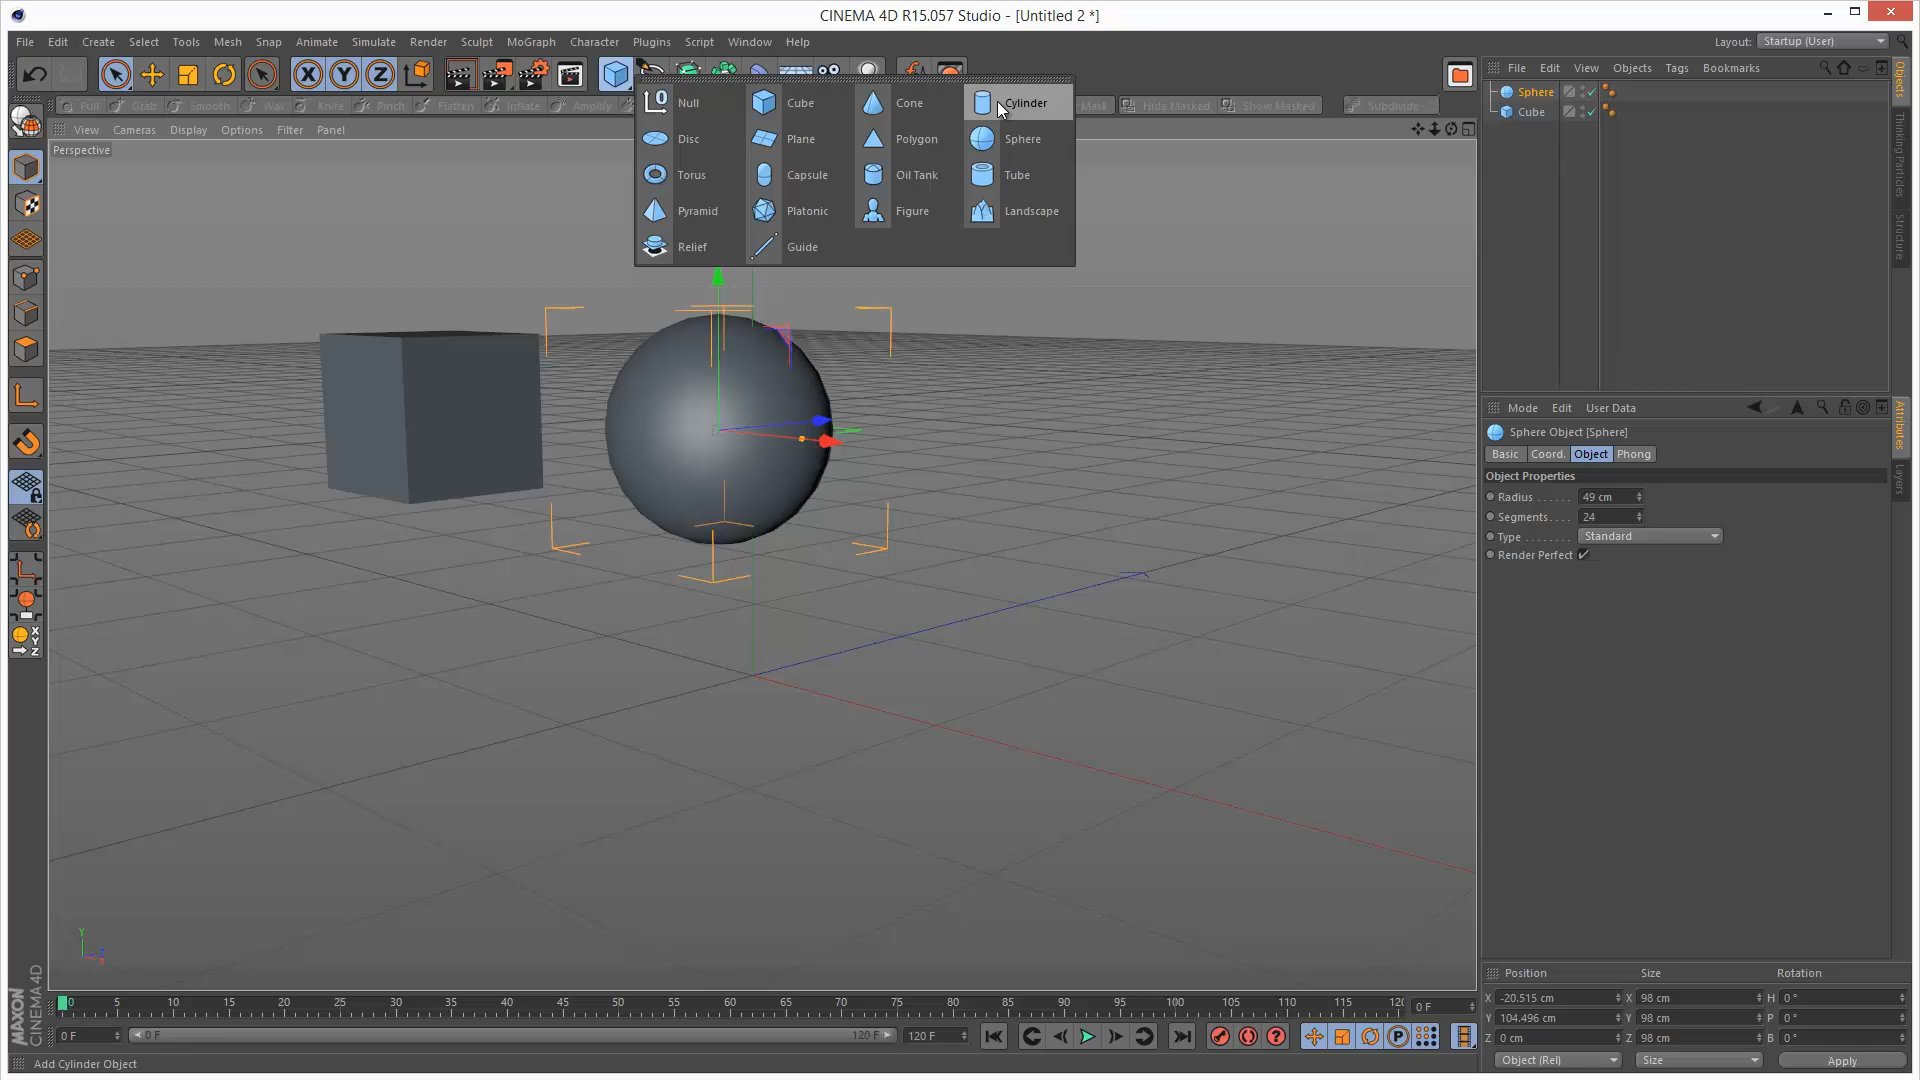 CINEMA 4D R15.057 Studio - [Untitled 2 *]
File Edit Create Select Tools Mesh Snap Animate Simulate Render Sculpt MoGraph Character Plugins Script Window Help
Layout: Startup (User)
X Y Z
File Edit View Objects Tags Bookmarks
Objects
Thinking Particles
Structure
Sphere
Cube
Pull Grab Smooth Wax Knife Pinch Flatten Inflate Amplify
Mask Hide Masked Show Masked Subdivide
View Cameras Display Options Filter Panel
Perspective
Null Cube Cone Cylinder
Disc Plane Polygon Sphere
Torus Capsule Oil Tank Tube
Pyramid Platonic Figure Landscape
Relief Guide
Mode Edit User Data
Attributes
Layers
Sphere Object [Sphere]
Basic Coord. Object Phong
Object Properties
Radius . . . . . . 49 cm
Segments. . . . 24
Type . . . . . . . . Standard
Render Perfect
X
Y
Z
Y
MAXON
CINEMA 4D
0 5 10 15 20 25 30 35 40 45 50 55 60 65 70 75 80 85 90 95 100 105 110 115 120
0 F
0 F 0 F 120 F 120 F
P
Add Cylinder Object
Position Size Rotation
X -20.515 cm X 98 cm H 0 °
Y 104.496 cm Y 98 cm P 0 °
Z 0 cm Z 98 cm B 0 °
Object (Rel) Size Apply